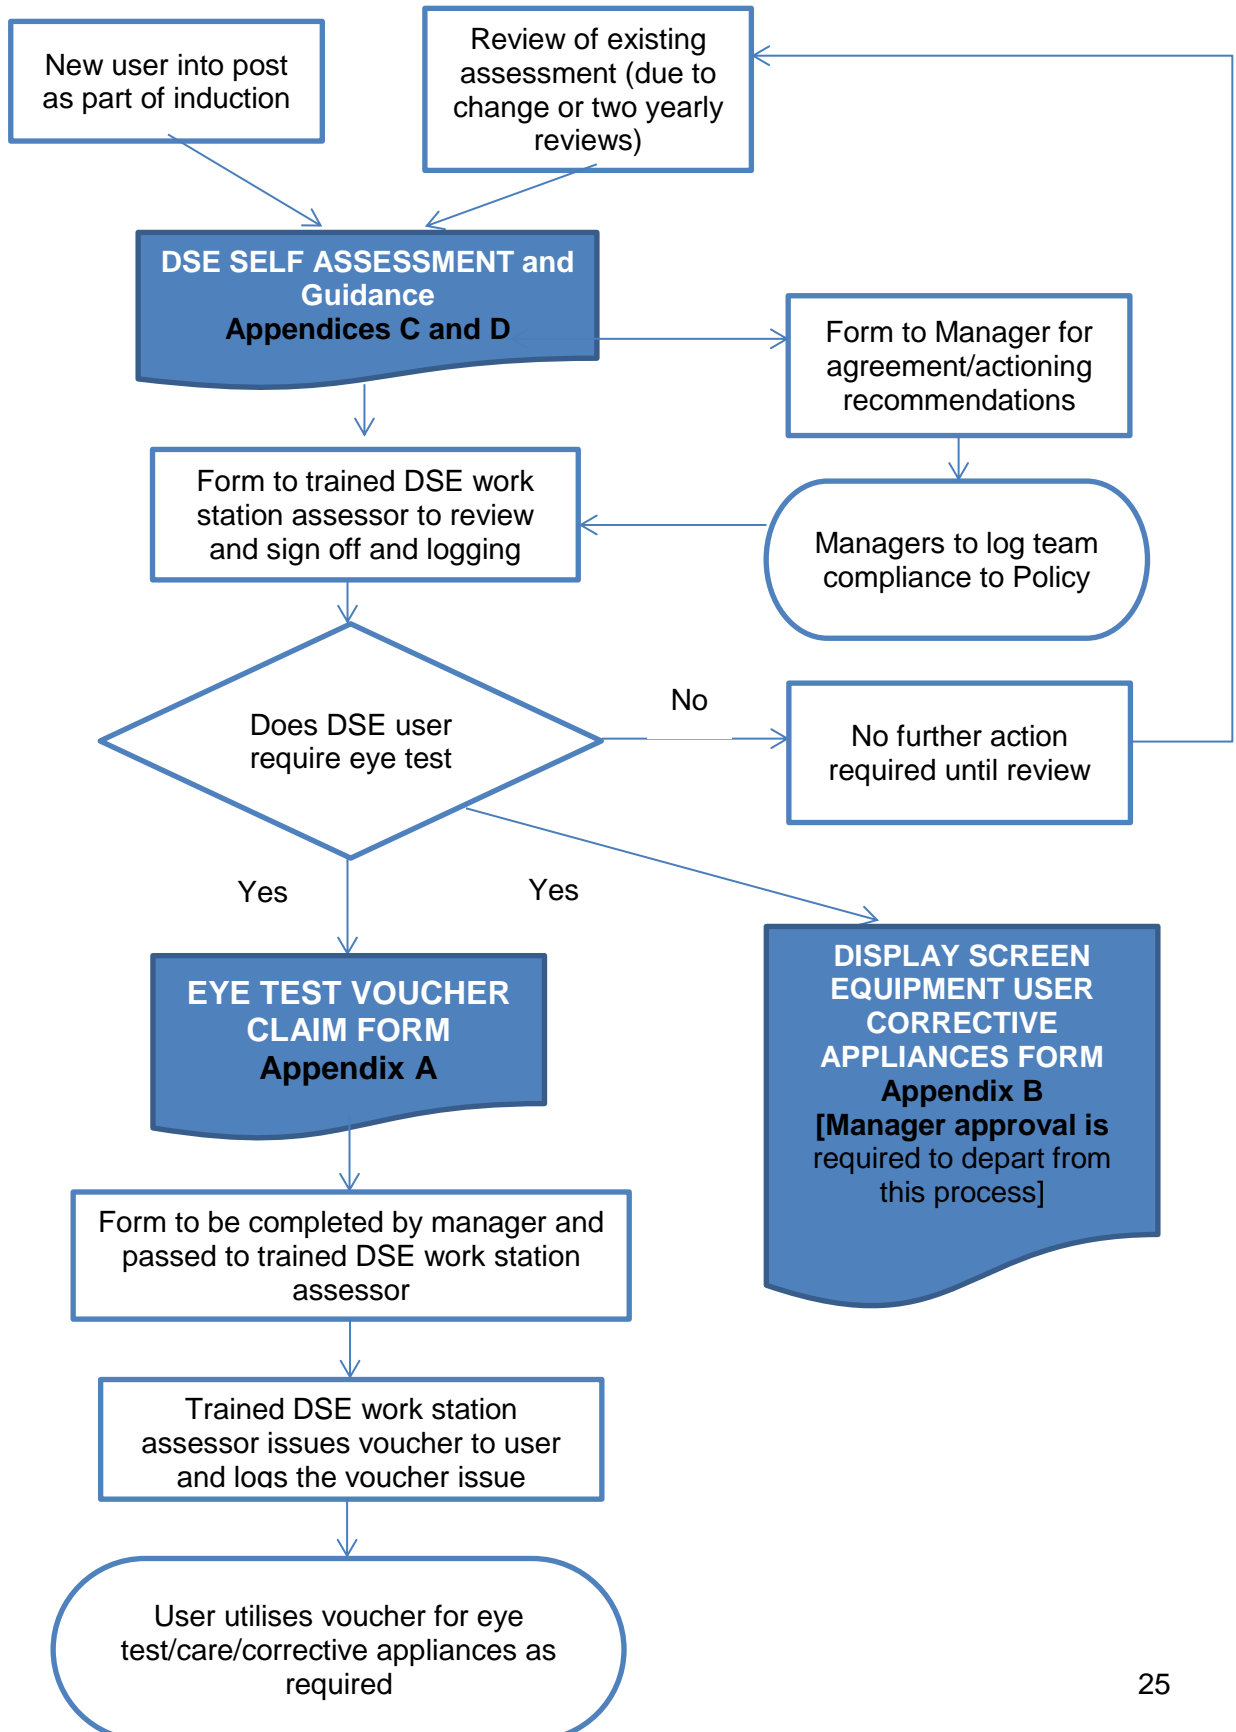 New user into post
as part of induction
Review of existing
assessment (due to
change or two yearly
reviews)
DSE SELF ASSESSMENT and
Guidance
Appendices C and D
Form to Manager for
agreement/actioning
recommendations
Form to trained DSE work
station assessor to review
and sign off and logging
Managers to log team
compliance to Policy
Does DSE user
require eye test
No
No further action
required until review
Yes
Yes
EYE TEST VOUCHER
CLAIM FORM
Appendix A
DISPLAY SCREEN
EQUIPMENT USER
CORRECTIVE
APPLIANCES FORM
Appendix B
[Manager approval is
required to depart from
this process]
Form to be completed by manager and
passed to trained DSE work station
assessor
Trained DSE work station
assessor issues voucher to user
and logs the voucher issue
User utilises voucher for eye
test/care/corrective appliances as
required
25